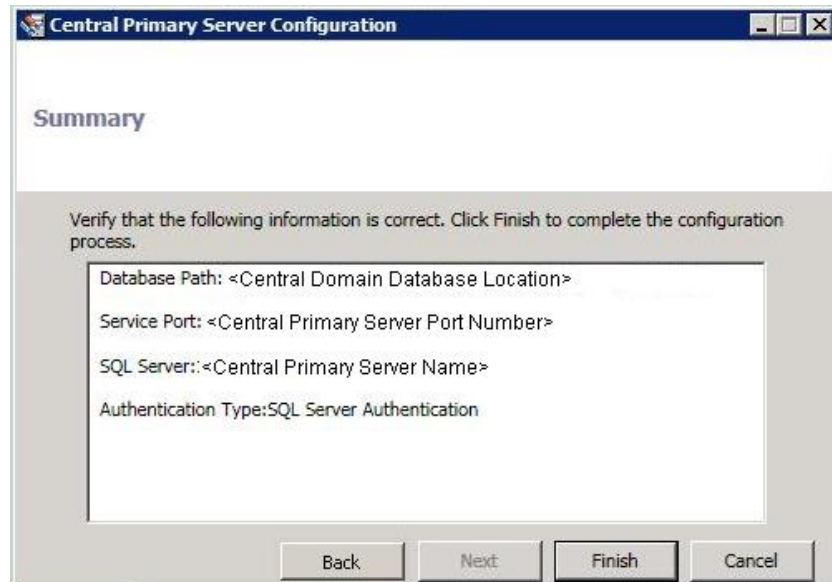 Central Primary Server Configuration
Summary
Verify that the following information is correct. Click Finish to complete the configuration
process.
Database Path: <Central Domain Database Location>
Service Port: <Central Primary Server Port Number>
SQL Server:<Central Primary Server Name>
Authentication Type:SQL Server Authentication
Back Next Finish Cancel